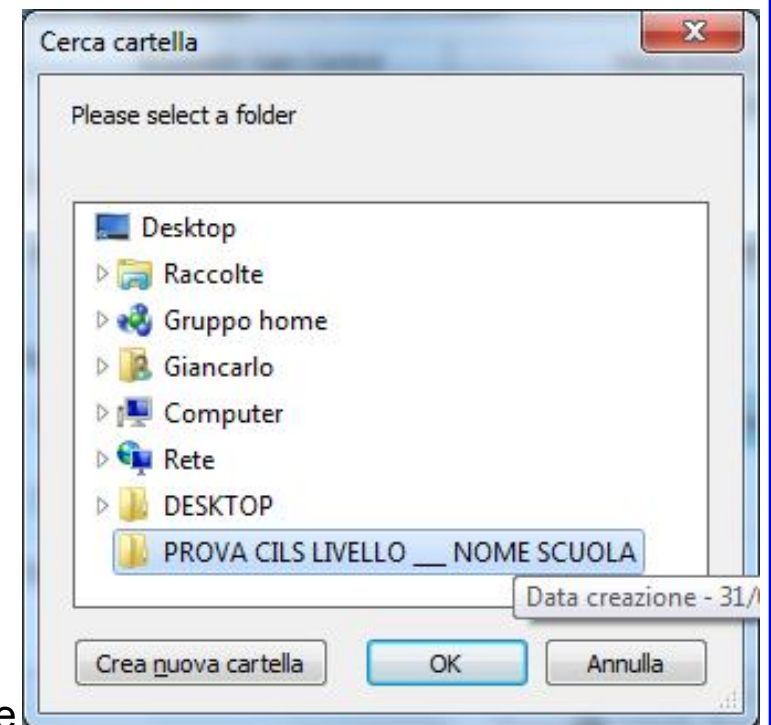 Cerca cartella
Please select a folder
Desktop
Raccolte
Gruppo home
Giancarlo
Computer
Rete
DESKTOP
PROVA CILS LIVELLO ___ NOME SCUOLA
Data creazione - 31/
Crea nuova cartella OK Annulla
e